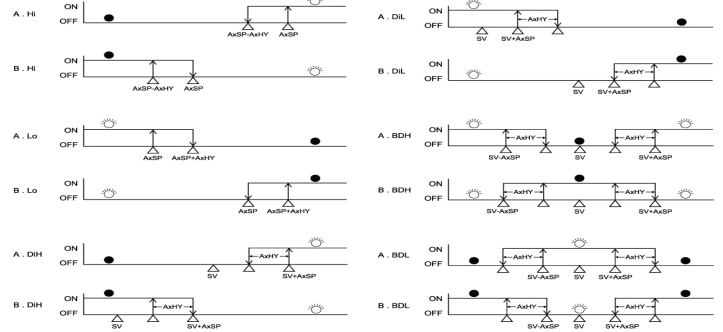 A . Hi
ON
OFF
AxSP-AxHY AxSP
B . Hi
ON
OFF
AxSP-AxHY AxSP
A . Lo
ON
OFF
AxSP AxSP+AxHY
B . Lo
ON
OFF
AxSP AxSP+AxHY
A . DiH
ON
OFF
AxHY
SV SV+AxSP
B . DiH
ON
OFF
AxHY
SV SV+AxSP
A . DiL
ON
OFF
AxHY
SV SV+AxSP
B . DiL
ON
OFF
AxHY
SV SV+AxSP
A . BDH
ON
OFF
AxHY AxHY
SV-AxSP SV SV+AxSP
B . BDH
ON
OFF
AxHY AxHY
SV-AxSP SV SV+AxSP
A . BDL
ON
OFF
AxHY AxHY
SV-AxSP SV SV+AxSP
B . BDL
ON
OFF
AxHY AxHY
SV-AxSP SV SV+AxSP